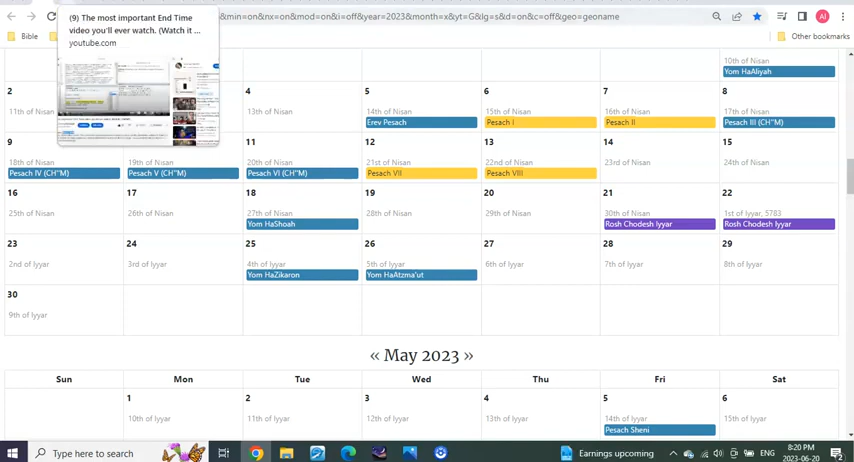 (9) The most important End Time
video you'll ever watch. (Watch it ...
youtube.com
min=on&nx=on&mod=on&i=off&year=2023&month=x&yt=G&lg=s&d=on&c=off&geo=geoname
AI
Bible
Other bookmarks
10th of Nisan
Yom HaAliyah
2
4
5
6
7
8
11th of Nisan
13th of Nisan
14th of Nisan
15th of Nisan
16th of Nisan
17th of Nisan
Erev Pesach
Pesach I
Pesach II
Pesach III (CH''M)
9
11
12
13
14
15
18th of Nisan
19th of Nisan
20th of Nisan
21st of Nisan
22nd of Nisan
23rd of Nisan
24th of Nisan
Pesach IV (CH''M)
Pesach V (CH''M)
Pesach VI (CH''M)
Pesach VII
Pesach VIII
16
17
18
19
20
21
22
25th of Nisan
26th of Nisan
27th of Nisan
28th of Nisan
29th of Nisan
30th of Nisan
1st of Iyyar, 5783
Yom HaShoah
Rosh Chodesh Iyyar
Rosh Chodesh Iyyar
23
24
25
26
27
28
29
2nd of Iyyar
3rd of Iyyar
4th of Iyyar
5th of Iyyar
6th of Iyyar
7th of Iyyar
8th of Iyyar
Yom HaZikaron
Yom HaAtzma'ut
30
9th of Iyyar
« May 2023 »
Sun
Mon
Tue
Wed
Thu
Fri
Sat
1
2
3
4
5
6
10th of Iyyar
11th of Iyyar
12th of Iyyar
13th of Iyyar
14th of Iyyar
15th of Iyyar
Pesach Sheni
Type here to search
Earnings upcoming
ENG
8:20 PM
2023-06-20
2